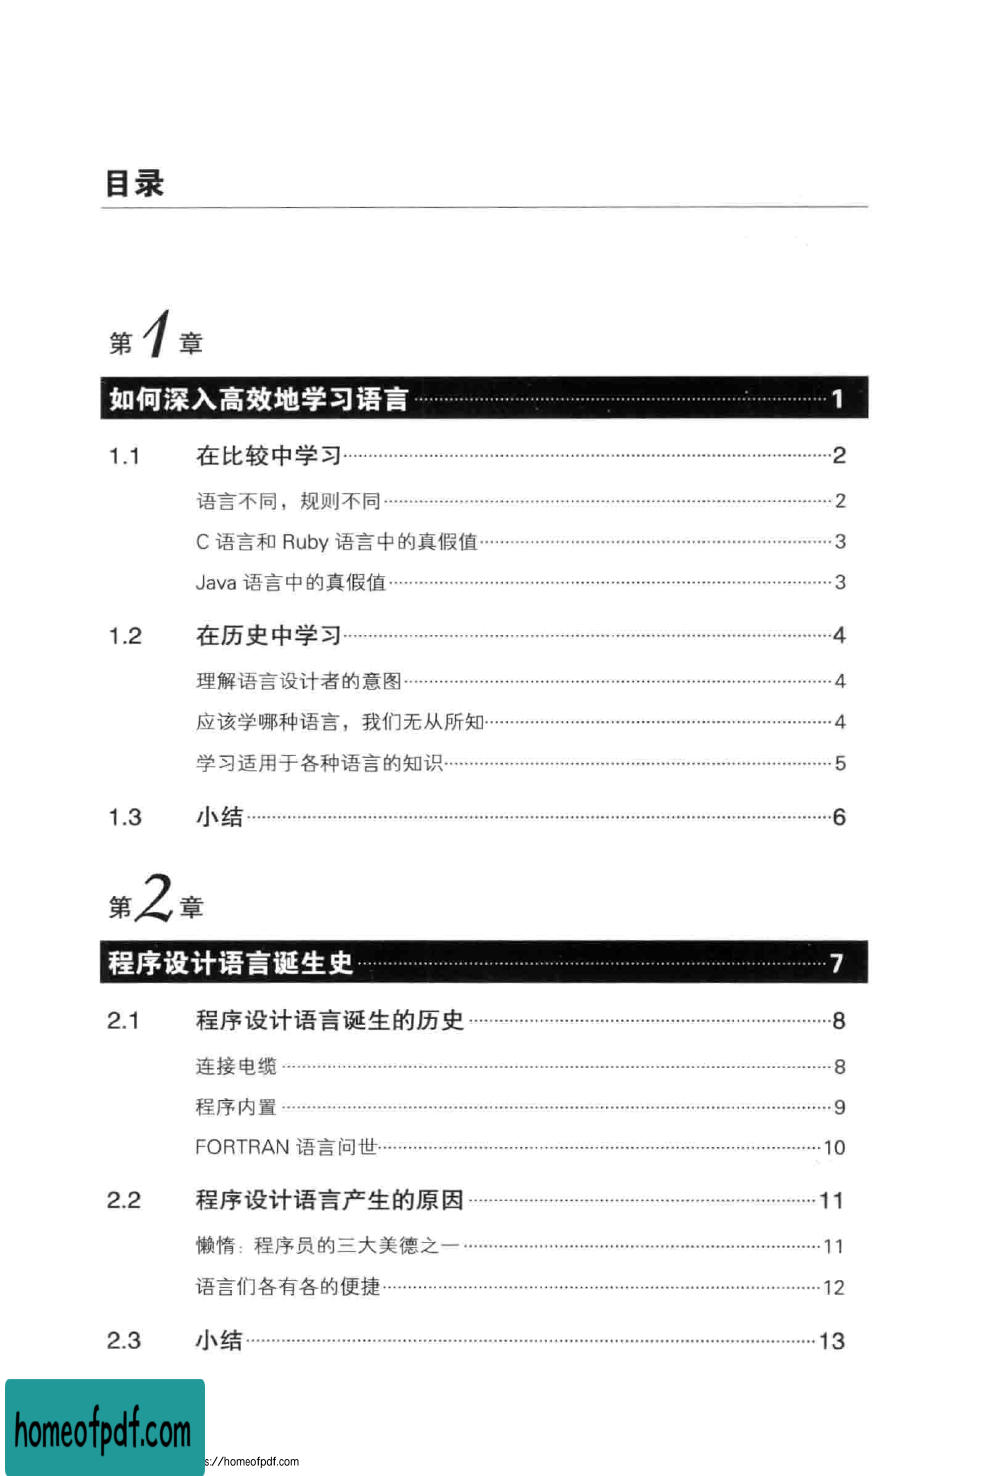 目录
第1章
如何深入高效地学习语言 1
1.1 在比较中学习 2
语言不同，规则不同 2
C 语言和 Ruby 语言中的真假值 3
Java 语言中的真假值 3
1.2 在历史中学习 4
理解语言设计者的意图 4
应该学哪种语言，我们无从所知 4
学习适用于各种语言的知识 5
1.3 小结 6
第2章
程序设计语言诞生史 7
2.1 程序设计语言诞生的历史 8
连接电缆 8
程序内置 9
FORTRAN 语言问世 10
2.2 程序设计语言产生的原因 11
懒惰：程序员的三大美德之一 11
语言们各有各的便捷 12
2.3 小结 13
homeofpdf.com
s://homeofpdf.com